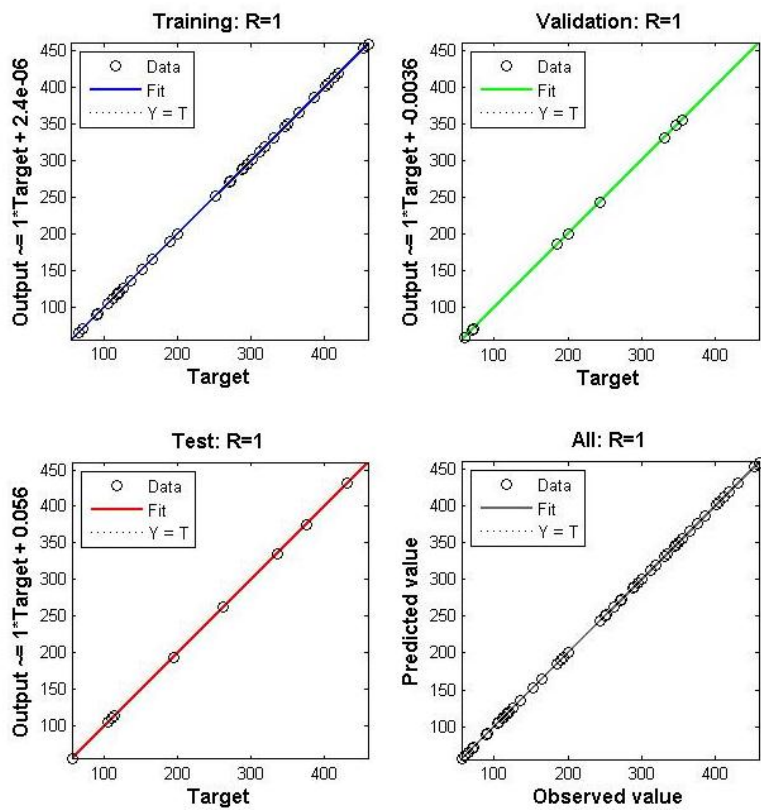 Training: R=1
Output ~= 1*Target + 2.4e-06
450
400
350
300
250
200
150
100
Data
Fit
Y = T
100 200 300 400
Target
Validation: R=1
Output ~= 1*Target + -0.0036
450
400
350
300
250
200
150
100
Data
Fit
Y = T
100 200 300 400
Target
Test: R=1
Output ~= 1*Target + 0.056
450
400
350
300
250
200
150
100
Data
Fit
Y = T
100 200 300 400
Target
All: R=1
Predicted value
450
400
350
300
250
200
150
100
Data
Fit
Y = T
100 200 300 400
Observed value